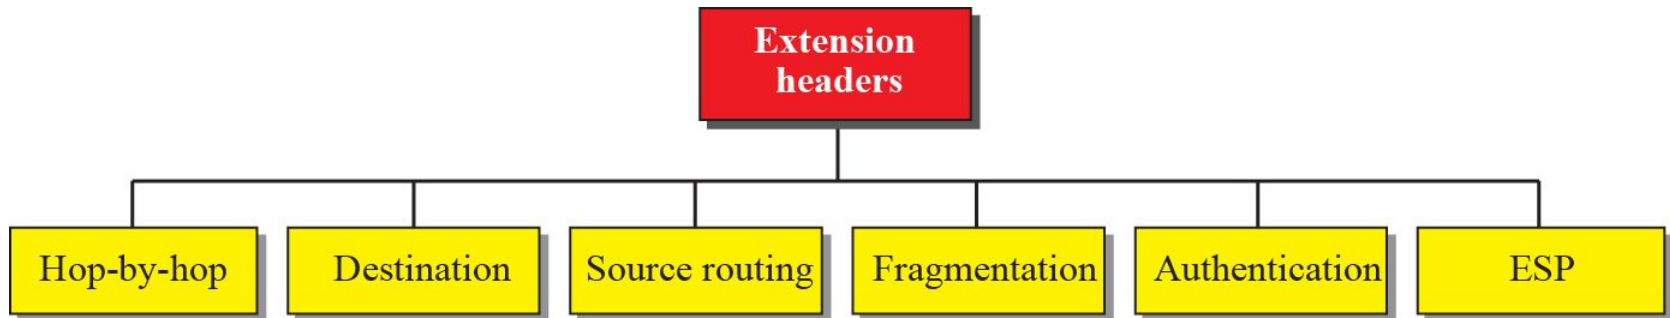 Extension
headers
Hop-by-hop
Destination
Source routing
Fragmentation
Authentication
ESP